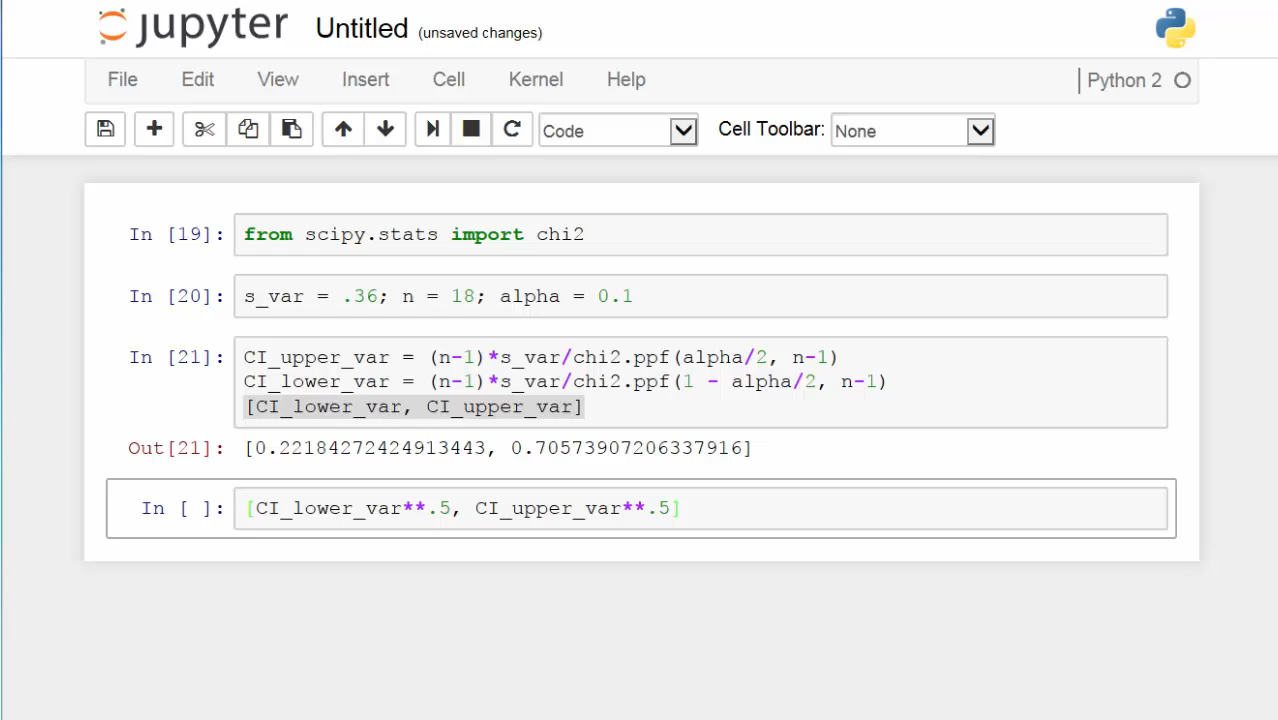 jupyter Untitled (unsaved changes)
File Edit View Insert Cell Kernel Help Python 2
Code Cell Toolbar: None
In [19]: from scipy.stats import chi2
In [20]: s_var = .36; n = 18; alpha = 0.1
In [21]: CI_upper_var = (n-1)*s_var/chi2.ppf(alpha/2, n-1)
CI_lower_var = (n-1)*s_var/chi2.ppf(1 - alpha/2, n-1)
[CI_lower_var, CI_upper_var]
Out[21]: [0.22184272424913443, 0.70573907206337916]
In [ ]: [CI_lower_var**.5, CI_upper_var**.5]